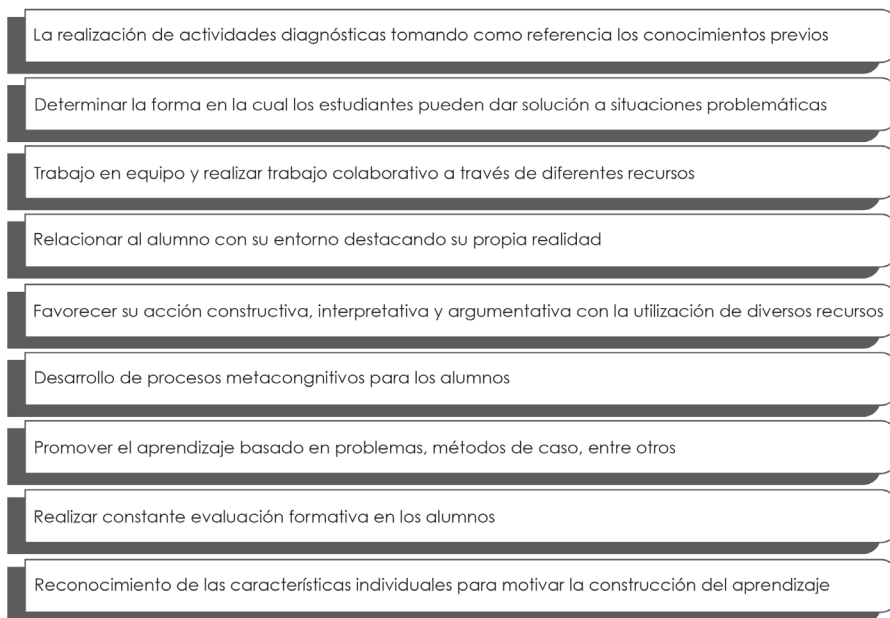 La realización de actividades diagnósticas tomando como referencia los conocimientos previos
Determinar la forma en la cual los estudiantes pueden dar solución a situaciones problemáticas
Trabajo en equipo y realizar trabajo colaborativo a través de diferentes recursos
Relacionar al alumno con su entorno destacando su propia realidad
Favorecer su acción constructiva, interpretativa y argumentativa con la utilización de diversos recursos
Desarrollo de procesos metacongnitivos para los alumnos
Promover el aprendizaje basado en problemas, métodos de caso, entre otros
Realizar constante evaluación formativa en los alumnos
Reconocimiento de las características individuales para motivar la construcción del aprendizaje